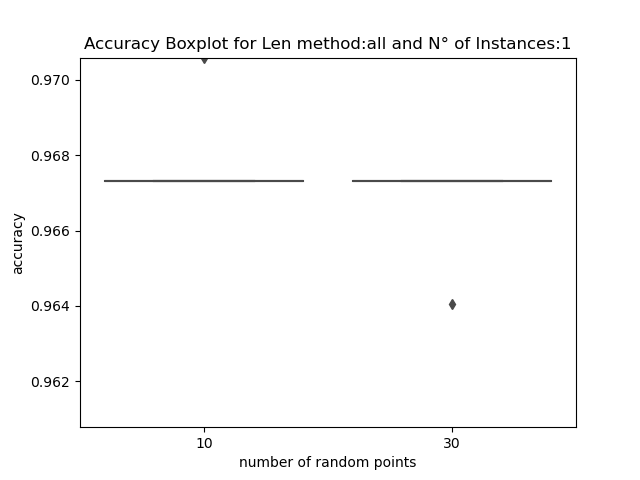 Accuracy Boxplot for Len method:all and N° of Instances:1
0.970
0.968
0.966
0.964
0.962
accuracy
10
30
number of random points